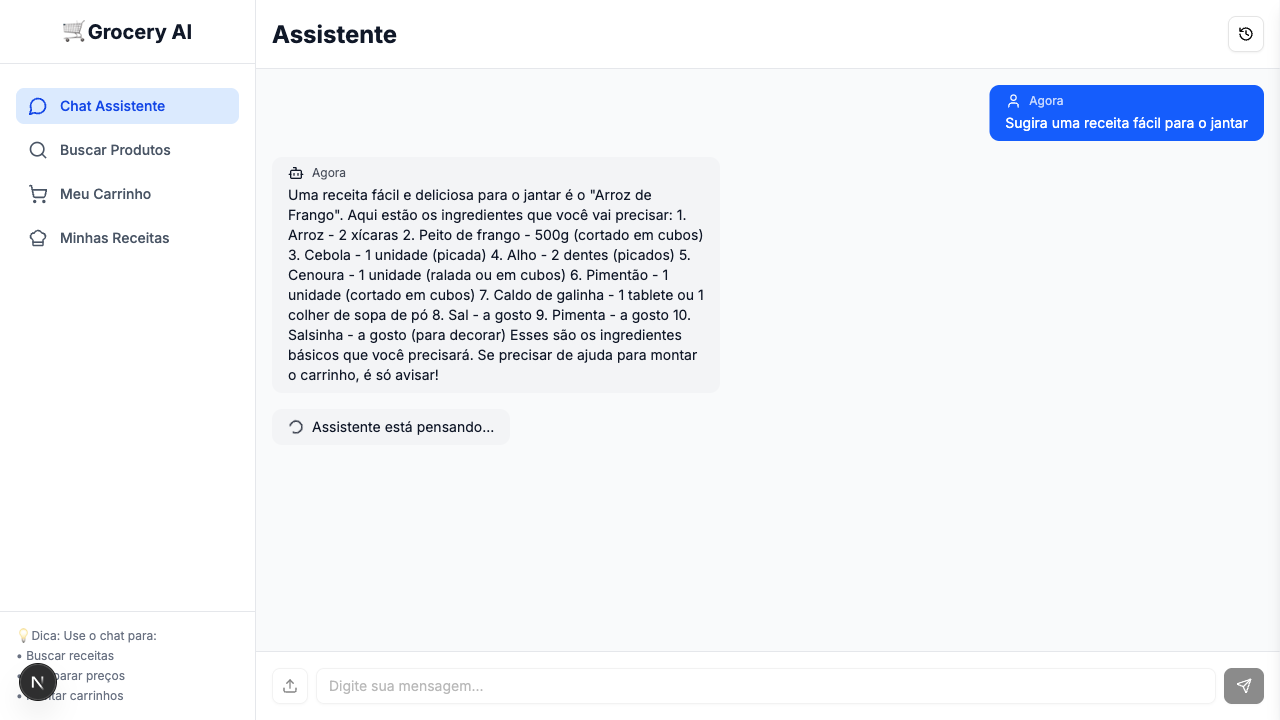 Grocery AI
Chat Assistente
Buscar Produtos
Meu Carrinho
Minhas Receitas
💡Dica: Use o chat para:
• Buscar receitas
parar preços
• tar carrinhos
N
Assistente
Agora
Sugira uma receita fácil para o jantar
Agora
Uma receita fácil e deliciosa para o jantar é o "Arroz de
Frango". Aqui estão os ingredientes que você vai precisar: 1.
Arroz - 2 xícaras 2. Peito de frango - 500g (cortado em cubos)
3. Cebola - 1 unidade (picada) 4. Alho - 2 dentes (picados) 5.
Cenoura - 1 unidade (ralada ou em cubos) 6. Pimentão - 1
unidade (cortado em cubos) 7. Caldo de galinha - 1 tablete ou 1
colher de sopa de pó 8. Sal - a gosto 9. Pimenta - a gosto 10.
Salsinha - a gosto (para decorar) Esses são os ingredientes
básicos que você precisará. Se precisar de ajuda para montar
o carrinho, é só avisar!
Assistente está pensando...
Digite sua mensagem...